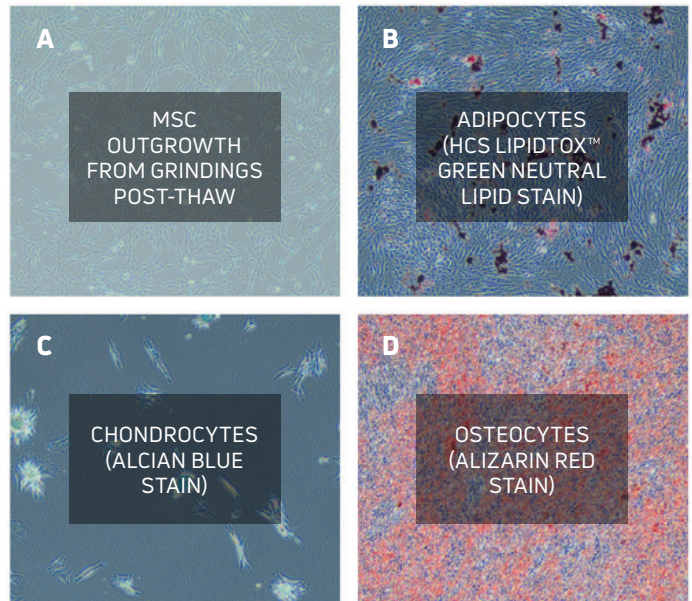 A
MSC
OUTGROWTH
FROM GRINDINGS
POST-THAW
B
ADIPOCYTES
(HCS LIPIDTOX™
GREEN NEUTRAL
LIPID STAIN)
C
CHONDROCYTES
(ALCIAN BLUE
STAIN)
D
OSTEOCYTES
(ALIZARIN RED
STAIN)